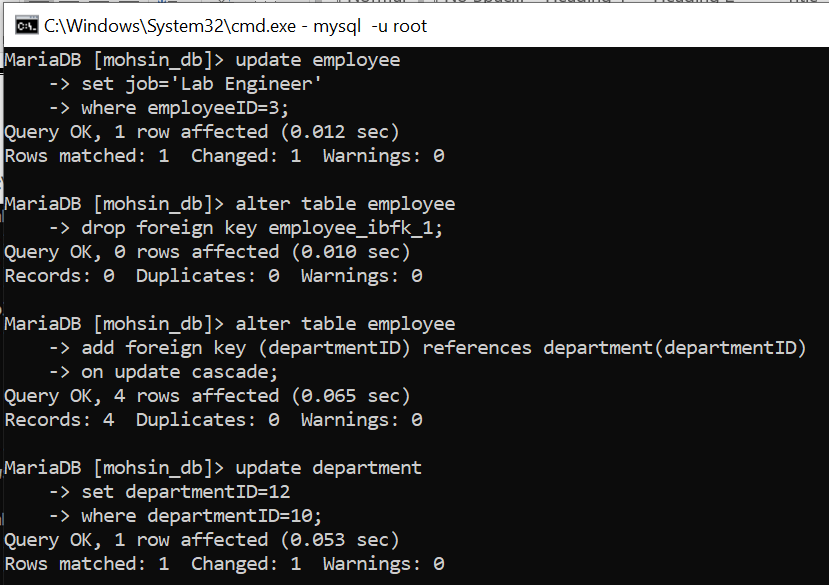 C:\Windows\System32\cmd.exe - mysql  -u root
MariaDB [mohsin_db]> update employee
    -> set job='Lab Engineer'
    -> where employeeID=3;
Query OK, 1 row affected (0.012 sec)
Rows matched: 1  Changed: 1  Warnings: 0
MariaDB [mohsin_db]> alter table employee
    -> drop foreign key employee_ibfk_1;
Query OK, 0 rows affected (0.010 sec)
Records: 0  Duplicates: 0  Warnings: 0
MariaDB [mohsin_db]> alter table employee
    -> add foreign key (departmentID) references department(departmentID)
    -> on update cascade;
Query OK, 4 rows affected (0.065 sec)
Records: 4  Duplicates: 0  Warnings: 0
MariaDB [mohsin_db]> update department
    -> set departmentID=12
    -> where departmentID=10;
Query OK, 1 row affected (0.053 sec)
Rows matched: 1  Changed: 1  Warnings: 0